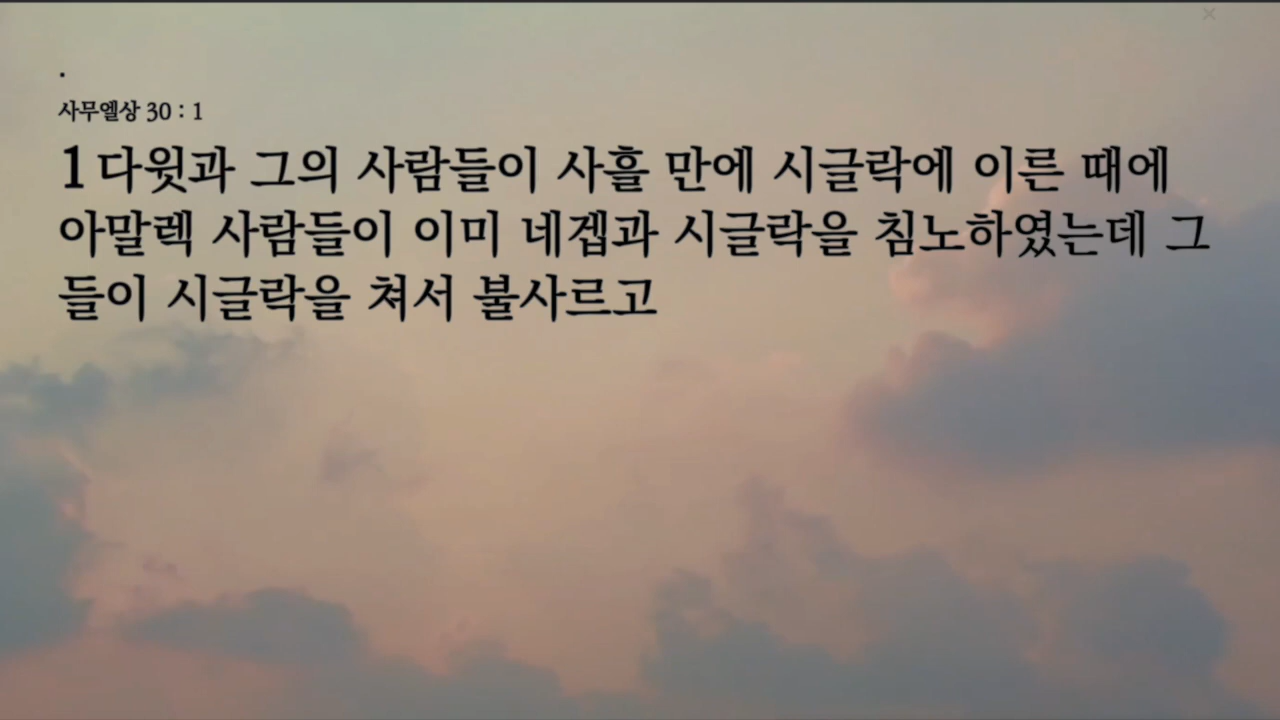 .
사무엘상 30 : 1
1 다윗과 그의 사람들이 사흘 만에 시글락에 이른 때에
아말렉 사람들이 이미 네겝과 시글락을 침노하였는데 그
들이 시글락을 쳐서 불사르고